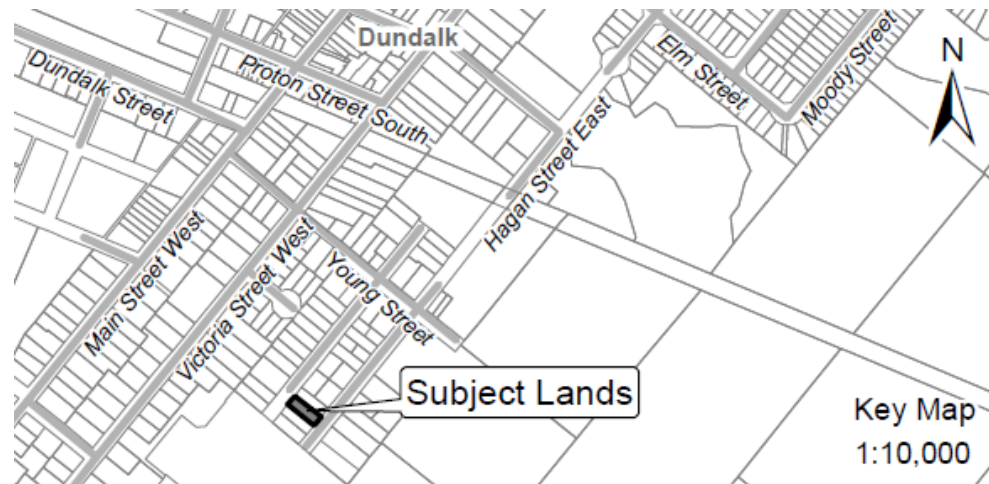 Dundalk
Dundalk Street
Proton Street South
Elm Street
Moody Street
N
Hagan Street East
Main Street West
Victoria Street West
Young Street
Subject Lands
Key Map
1:10,000